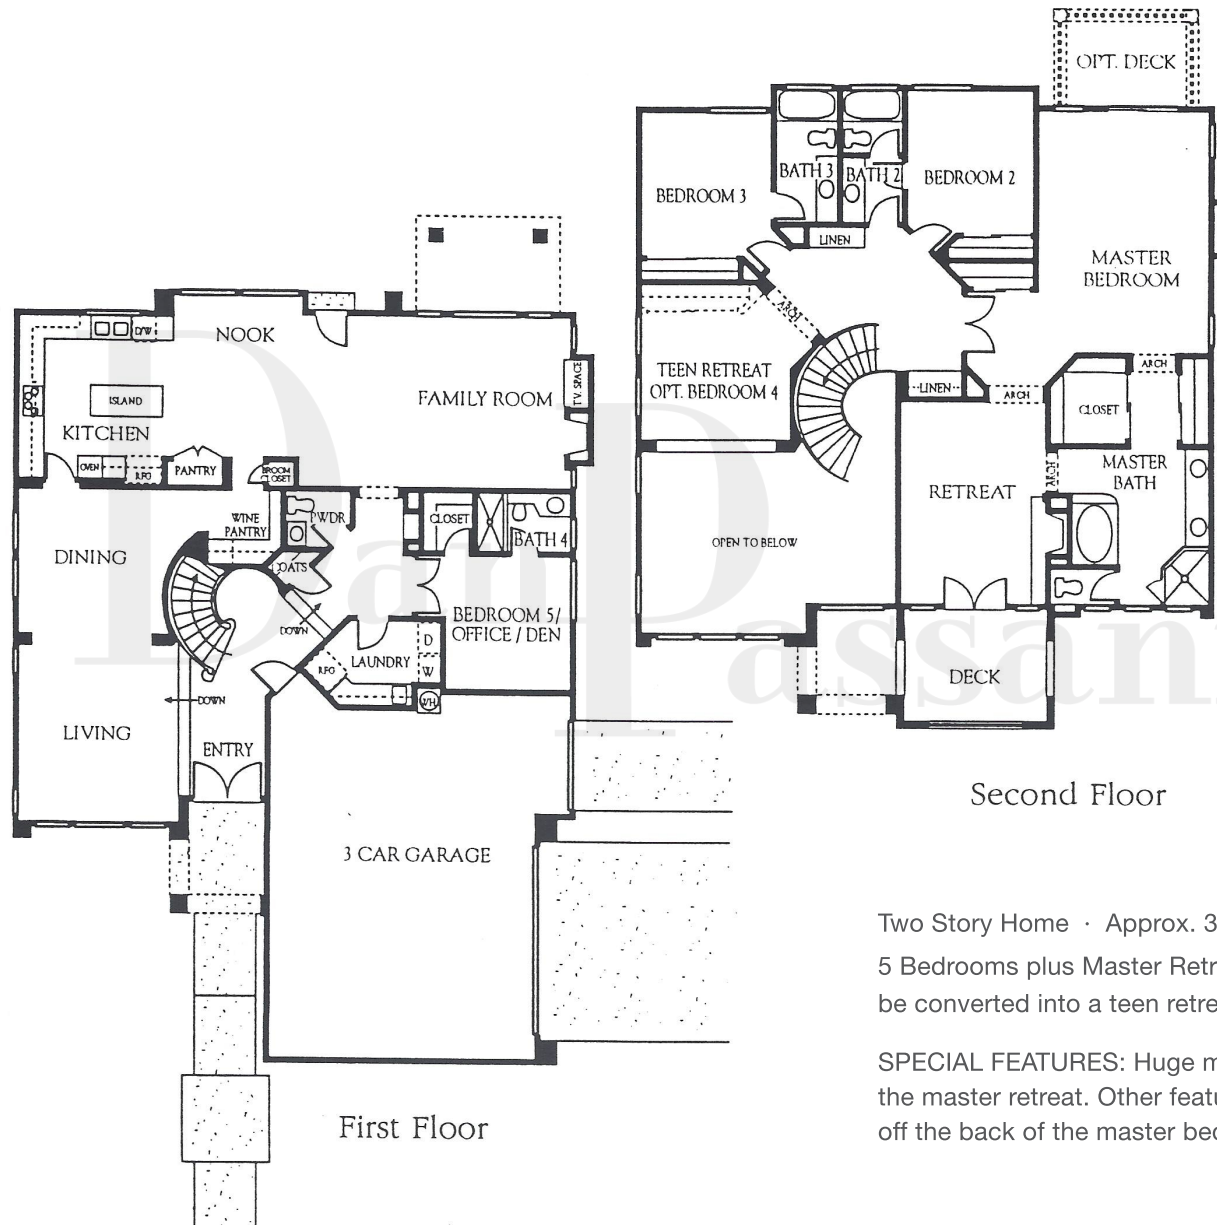 OPT. DECK
BEDROOM 3
BATH 3
BATH 2
BEDROOM 2
LINEN
MASTER
BEDROOM
ARCH
TEEN RETREAT
OPT. BEDROOM 4
LINEN
ARCH
ARCH
CLOSET
ARCH
MASTER
BATH
RETREAT
OPEN TO BELOW
DECK
Second Floor
NOOK
D/W
ISLAND
KITCHEN
FAMILY ROOM
T.V. SPACE
OVEN
RFG
PANTRY
BROOM
CLOSET
WINE
PANTRY
PWDR
CLOSET
BATH 4
DINING
COATS
DOWN
BEDROOM 5/
OFFICE / DEN
LAUNDRY
D
W
RFG
WH
DOWN
LIVING
ENTRY
3 CAR GARAGE
First Floor
Dan Passan
Two Story Home · Approx. 3
5 Bedrooms plus Master Retr
be converted into a teen retre
SPECIAL FEATURES: Huge m
the master retreat. Other featu
off the back of the master bed